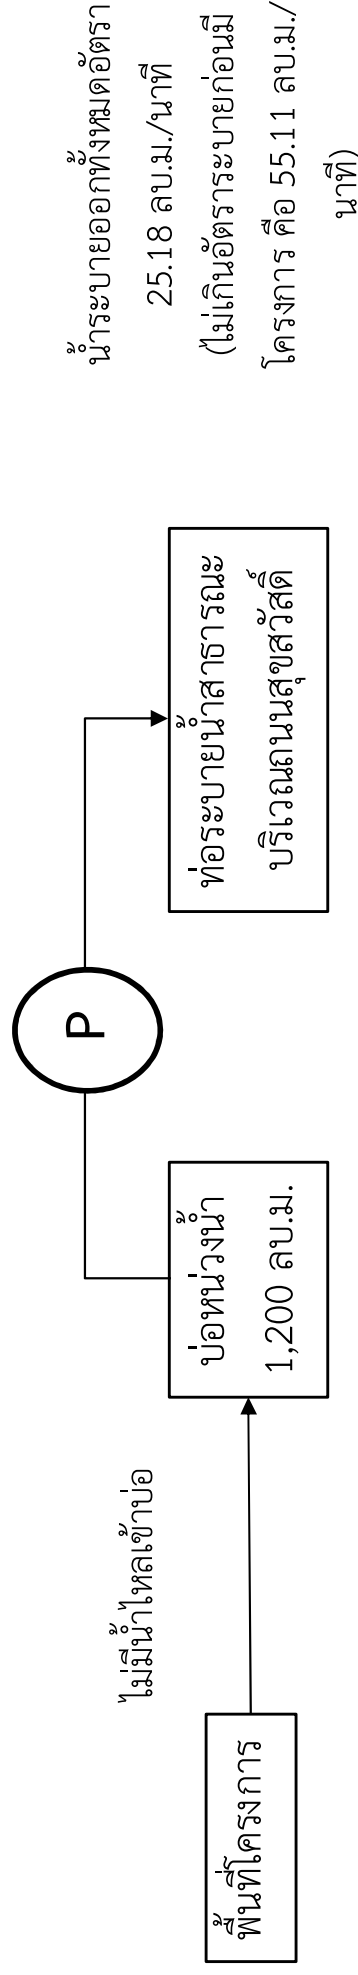 พื้นที่โครงการ
ไม่มีน้ำไหลเข้าบ่อ
บ่อหน่วงน้ำ
1,200 ลบ.ม.
P
ท่อระบายน้ำสาธารณะ
บริเวณถนนสุขสวัสดิ์
น้ำระบายออกทั้งหมดอัตรา
25.18 ลบ.ม./นาที
(ไม่เกินอัตราระบายก่อนมี
โครงการ คือ 55.11 ลบ.ม./
นาที)